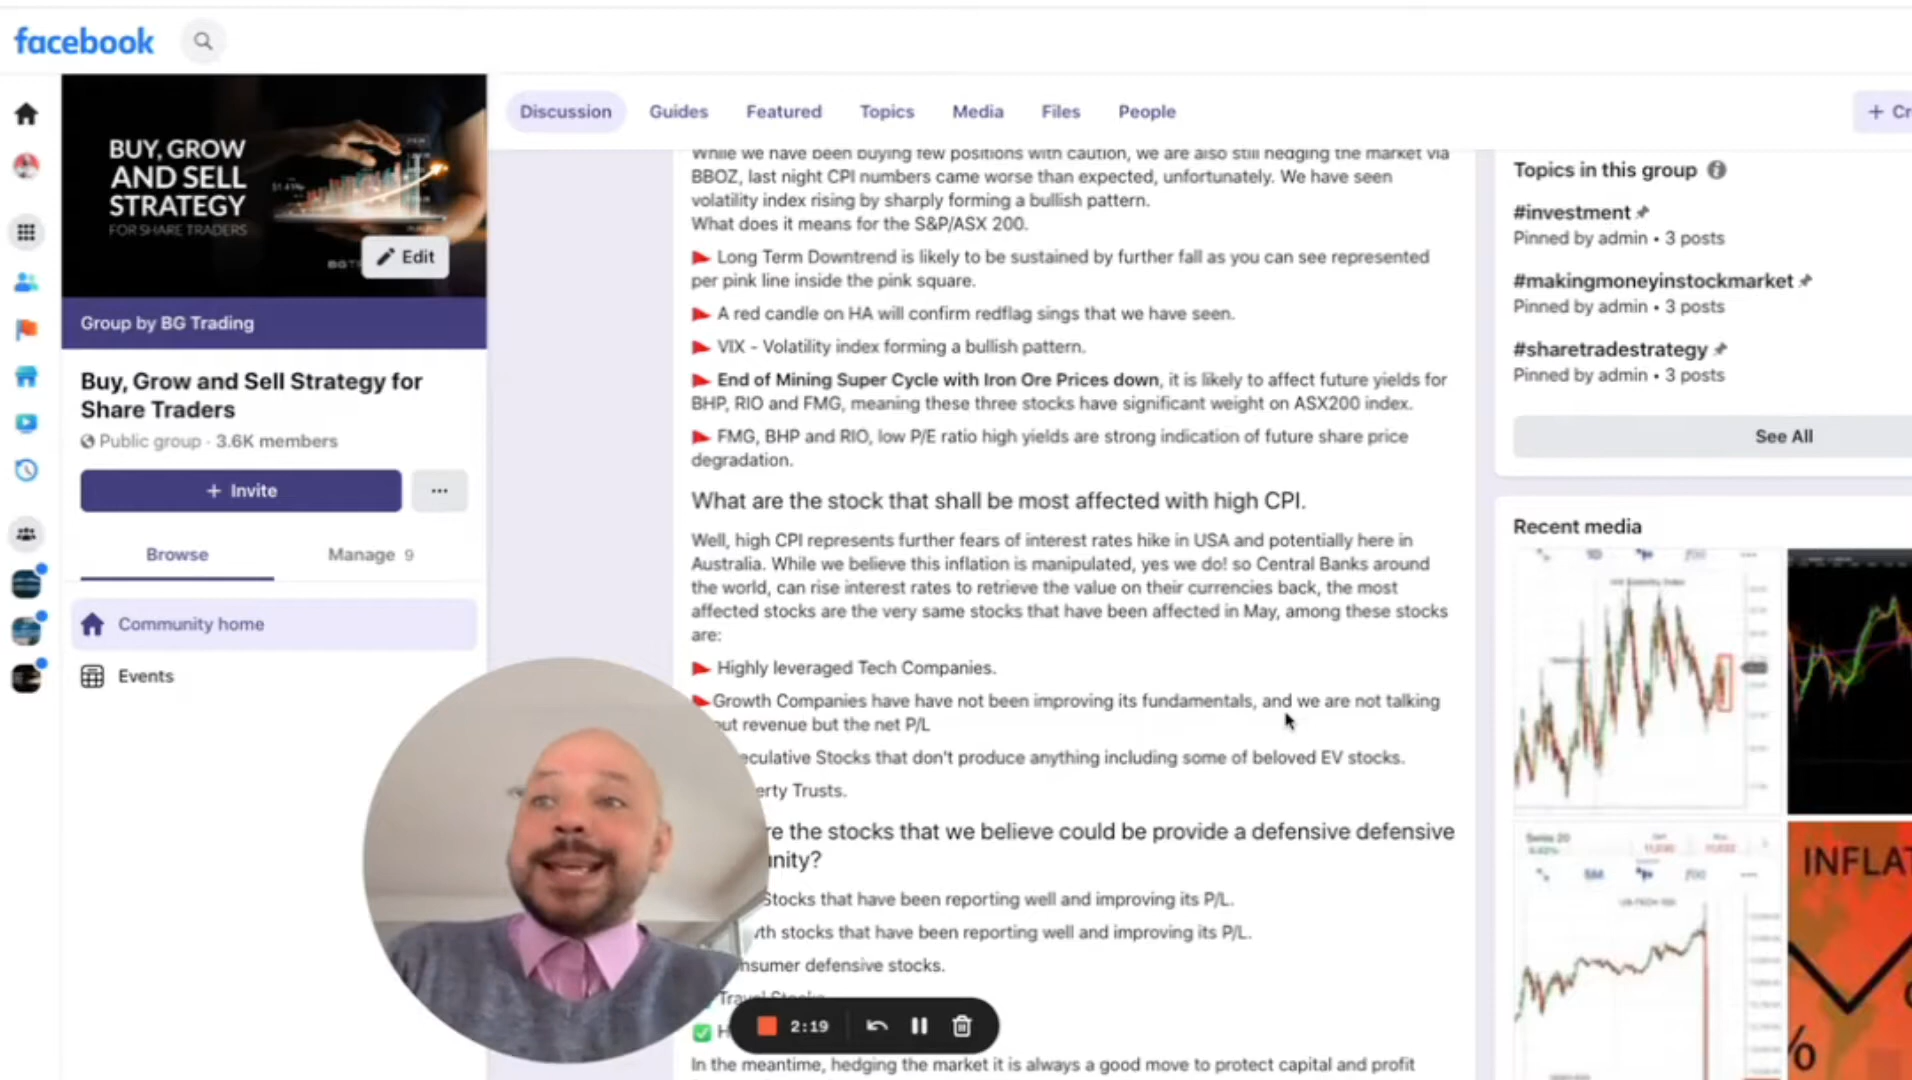 facebook
Discussion Guides Featured Topics Media Files People
+ Cr
BUY, GROW
AND SELL
STRATEGY
FOR SHARE TRADERS
Edit
Group by BG Trading
Buy, Grow and Sell Strategy for
Share Traders
Public group · 3.6K members
+ Invite
Browse Manage 9
Community home
Events
While we have been buying few positions with caution, we are also still hedging the market via
BBOZ, last night CPI numbers came worse than expected, unfortunately. We have seen
volatility index rising by sharply forming a bullish pattern.
What does it means for the S&P/ASX 200.
Long Term Downtrend is likely to be sustained by further fall as you can see represented
per pink line inside the pink square.
A red candle on HA will confirm redflag sings that we have seen.
VIX - Volatility index forming a bullish pattern.
End of Mining Super Cycle with Iron Ore Prices down, it is likely to affect future yields for
BHP, RIO and FMG, meaning these three stocks have significant weight on ASX200 index.
FMG, BHP and RIO, low P/E ratio high yields are strong indication of future share price
degradation.
What are the stock that shall be most affected with high CPI.
Well, high CPI represents further fears of interest rates hike in USA and potentially here in
Australia. While we believe this inflation is manipulated, yes we do! so Central Banks around
the world, can rise interest rates to retrieve the value on their currencies back, the most
affected stocks are the very same stocks that have been affected in May, among these stocks
are:
Highly leveraged Tech Companies.
Growth Companies have have not been improving its fundamentals, and we are not talking
out revenue but the net P/L
eculative Stocks that don't produce anything including some of beloved EV stocks.
erty Trusts.
re the stocks that we believe could be provide a defensive defensive
unity?
Stocks that have been reporting well and improving its P/L.
wth stocks that have been reporting well and improving its P/L.
nsumer defensive stocks.
Travel Stocks
H
2:19
In the meantime, hedging the market it is always a good move to protect capital and profit
Topics in this group
#investment
Pinned by admin • 3 posts
#makingmoneyinstockmarket
Pinned by admin • 3 posts
#sharetradestrategy
Pinned by admin • 3 posts
See All
Recent media
1D
5M
INFLAT
%